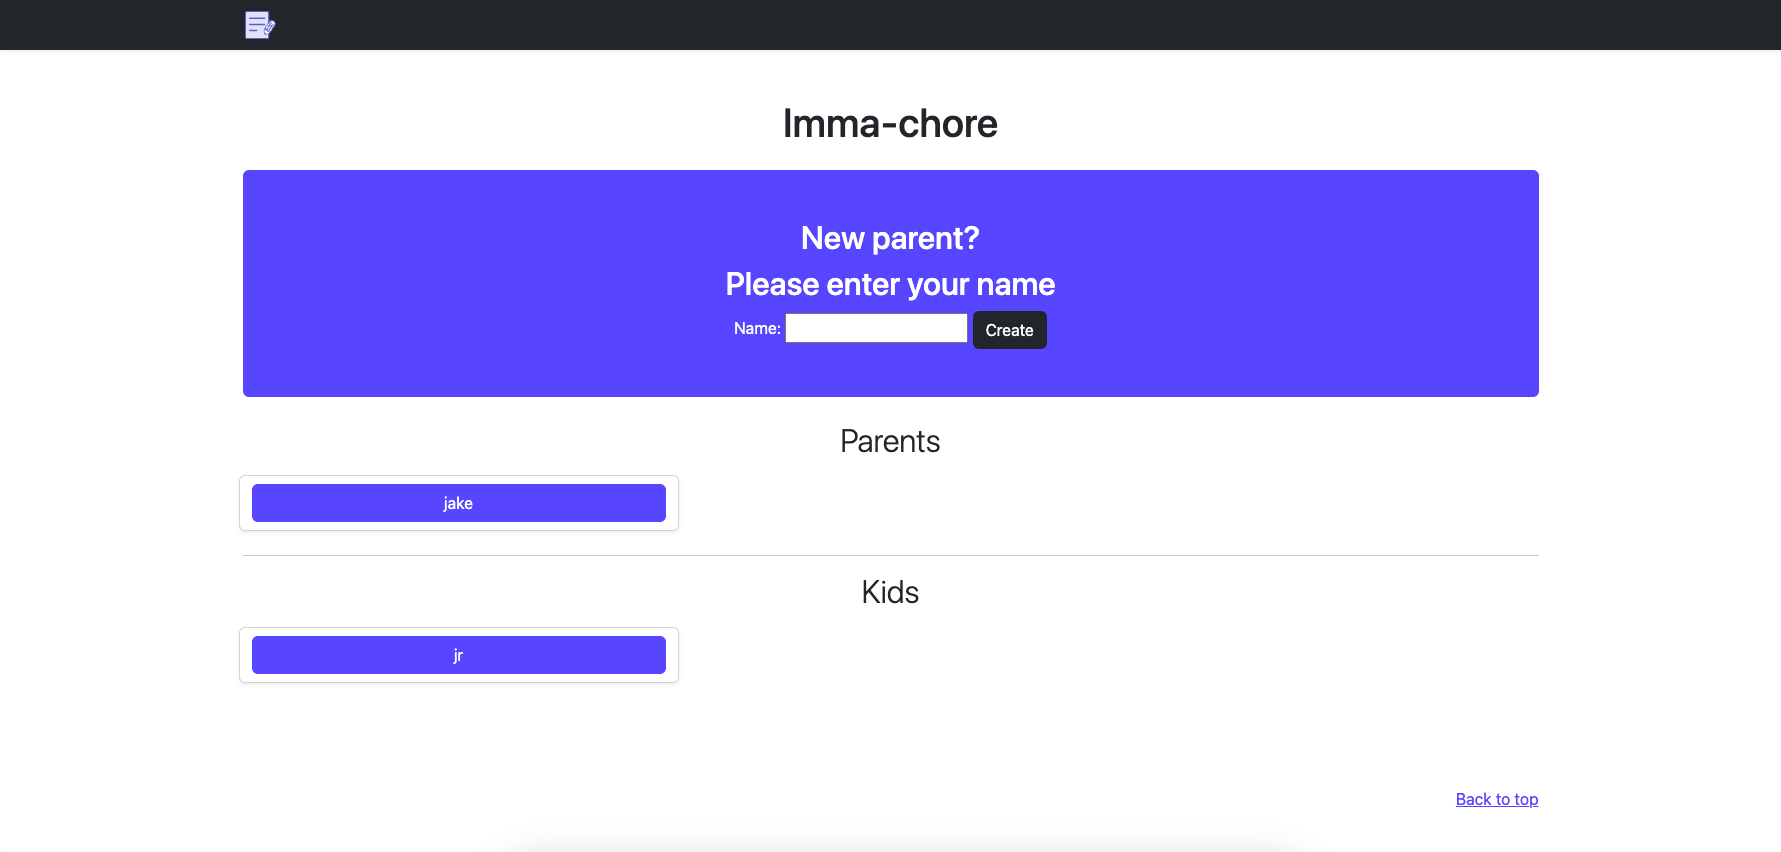 Imma-chore
New parent?
Please enter your name
Name: Create
Parents
jake
Kids
jr
Back to top